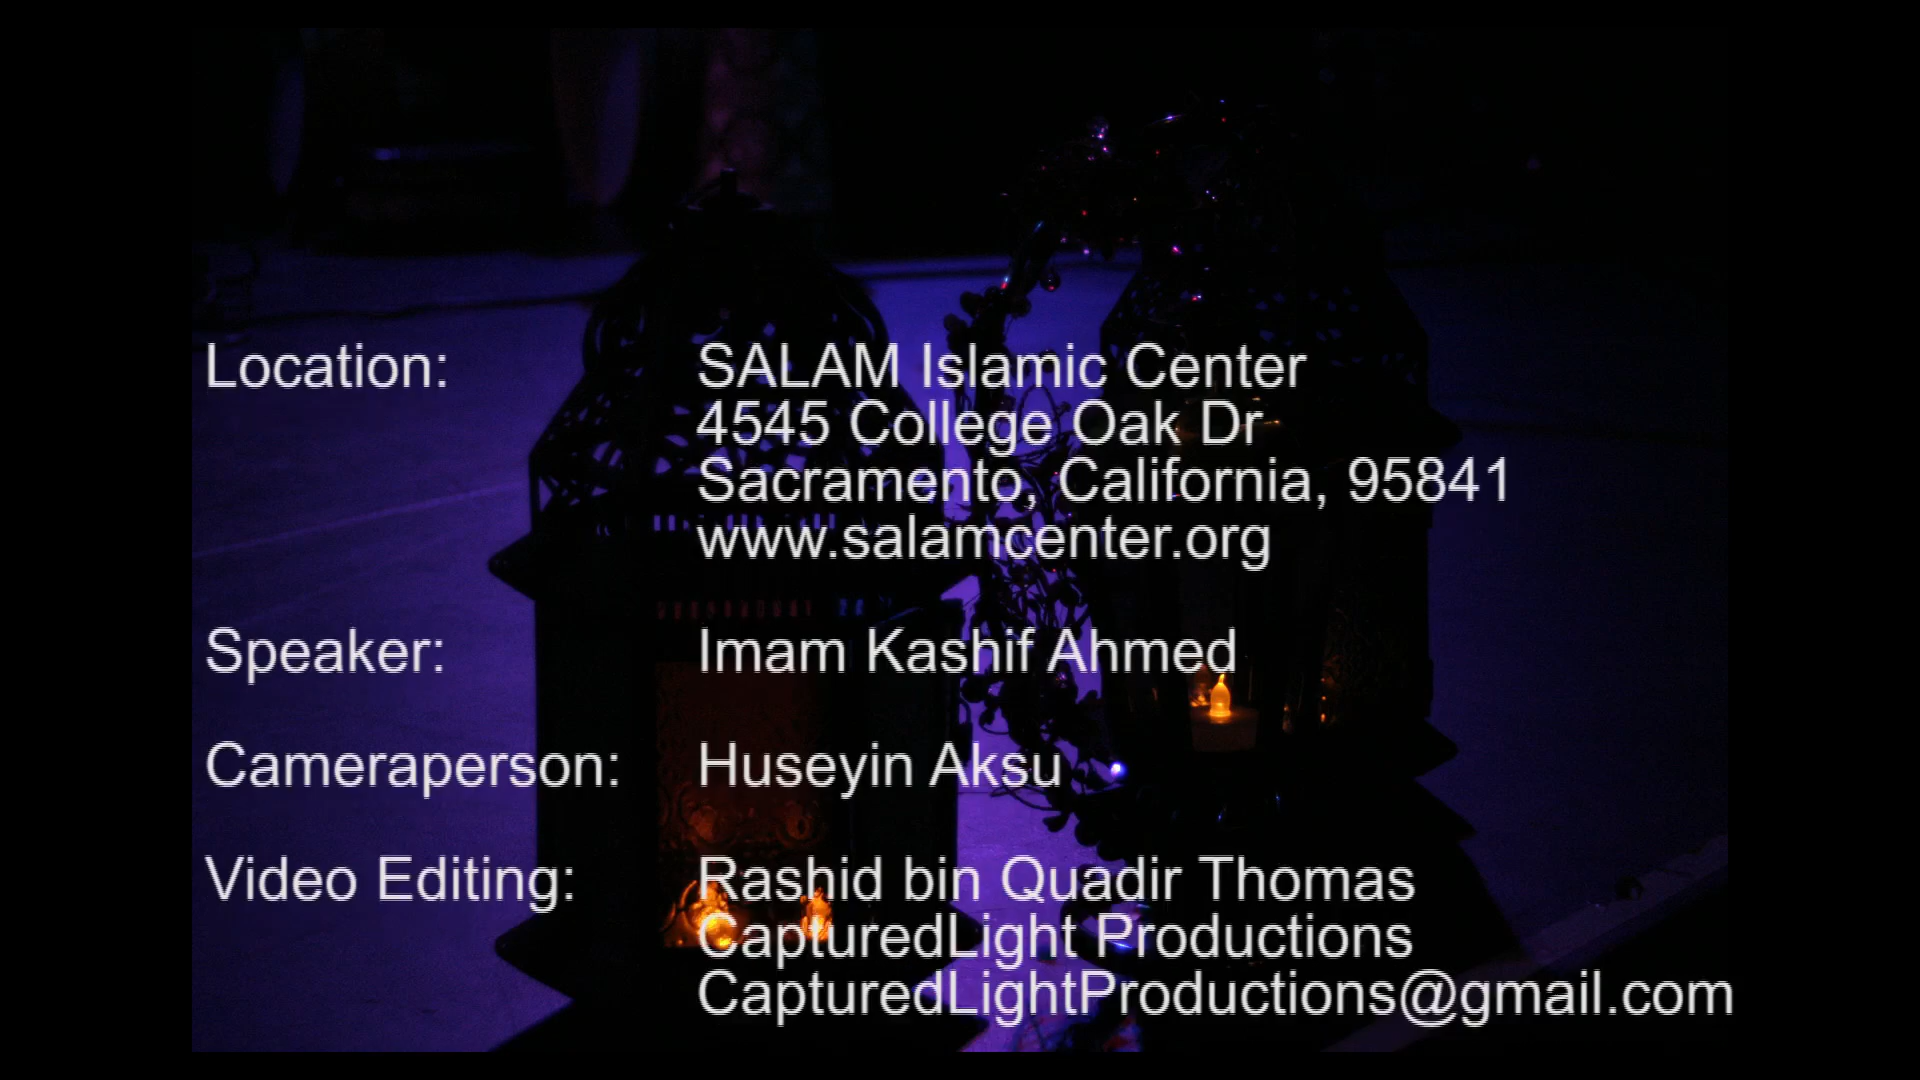 Location: SALAM Islamic Center
4545 College Oak Dr
Sacramento, California, 95841
www.salamcenter.org
Speaker: Imam Kashif Ahmed
Cameraperson: Huseyin Aksu
Video Editing: Rashid bin Quadir Thomas
CapturedLight Productions
CapturedLightProductions@gmail.com